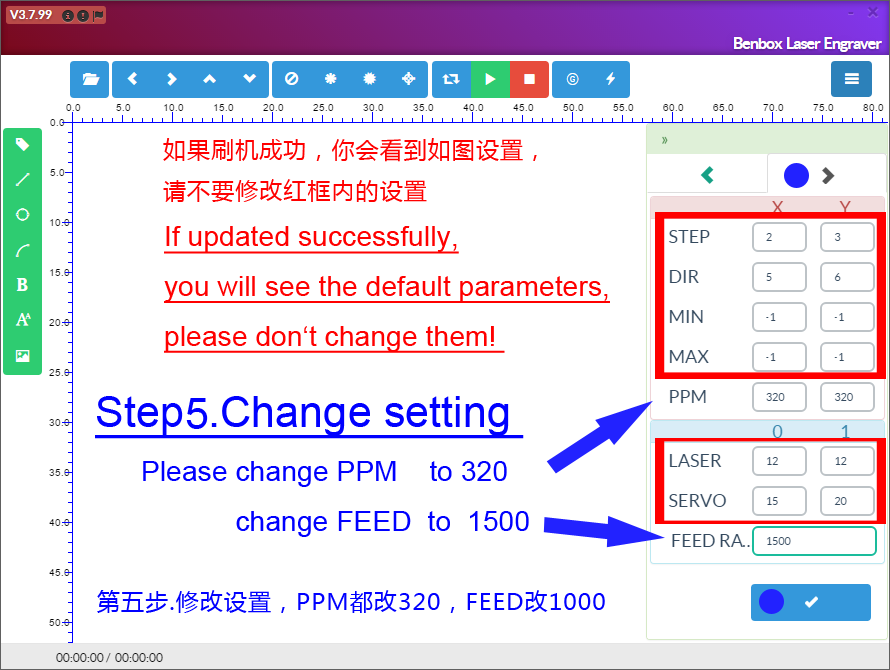 V3.7.99
Benbox Laser Engraver
0.0 5.0 10.0 15.0 20.0 25.0 30.0 35.0 40.0 45.0 50.0 55.0 60.0 65.0 70.0 75.0 80.0
0.0
5.0
10.0
15.0
20.0
25.0
30.0
35.0
40.0
45.0
50.0
B
AA
如果刷机成功，你会看到如图设置，
请不要修改红框内的设置
If updated successfully,
you will see the default parameters,
please don‘t change them!
Step5.Change setting
Please change PPM to 320
change FEED to 1500
第五步.修改设置，PPM都改320，FEED改1000
»
X Y
STEP 2 3
DIR 5 6
MIN -1 -1
MAX -1 -1
PPM 320 320
0 1
LASER 12 12
SERVO 15 20
FEED RA.. 1500
00:00:00 / 00:00:00